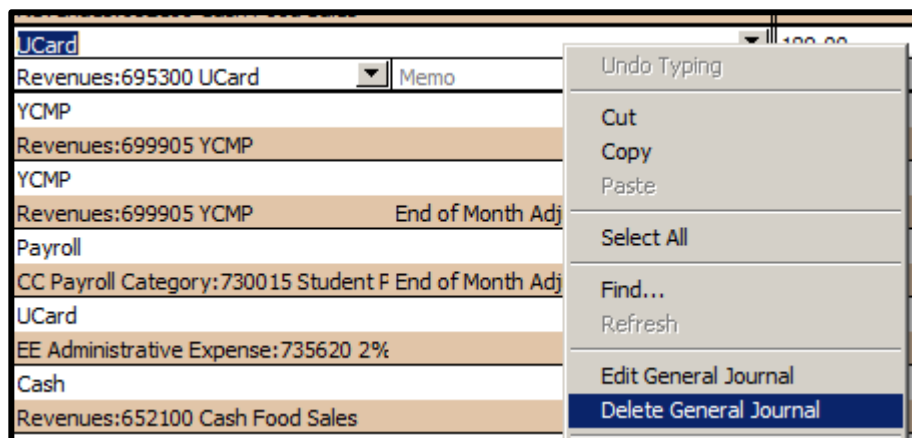 UCard
Revenues:695300 UCard Memo
YCMP
Revenues:699905 YCMP
YCMP
Revenues:699905 YCMP End of Month Adj
Payroll
CC Payroll Category:730015 Student P End of Month Adj
UCard
EE Administrative Expense:735620 2%
Cash
Revenues:652100 Cash Food Sales
Undo Typing
Cut
Copy
Paste
Select All
Find...
Refresh
Edit General Journal
Delete General Journal